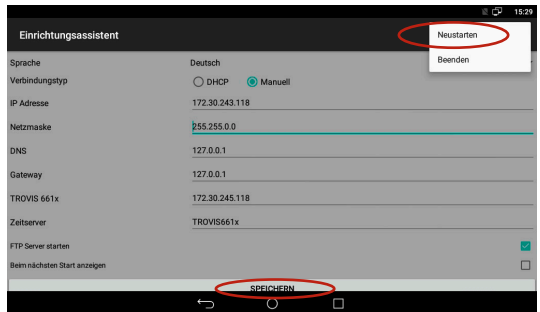 15:29
Einrichtungsassistent
Neustarten
Beenden
Sprache Deutsch
Verbindungstyp DHCP Manuell
IP Adresse 172.30.243.118
Netzmaske 255.255.0.0
DNS 127.0.0.1
Gateway 127.0.0.1
TROVIS 661x 172.30.245.118
Zeitserver TROVIS661x
FTP Server starten
Beim nächsten Start anzeigen
SPEICHERN